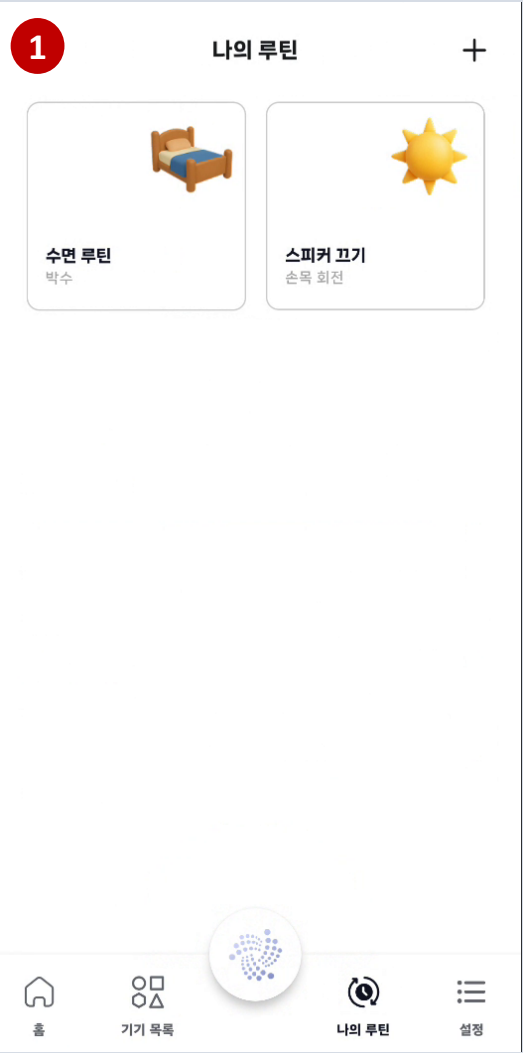 1
나의 루틴
수면 루틴
박수
스피커 끄기
손목 회전
홈
기기 목록
나의 루틴
설정